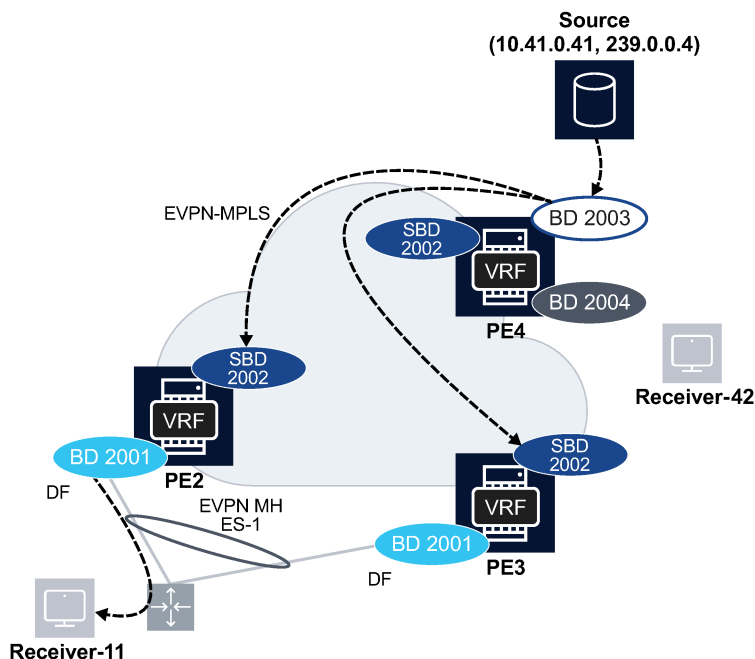 Source
(10.41.0.41, 239.0.0.4)
EVPN-MPLS
BD 2003
SBD
2002
VRF
BD 2004
PE4
SBD
2002
Receiver-42
VRF
BD 2001
PE2
SBD
2002
DF
EVPN MH
ES-1
VRF
BD 2001
PE3
DF
Receiver-11